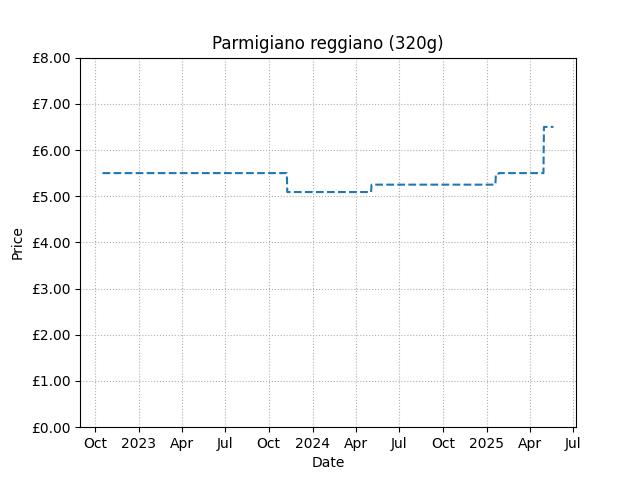 Parmigiano reggiano (320g)
£8.00
£7.00
£6.00
£5.00
£4.00
£3.00
£2.00
£1.00
£0.00
Price
Oct 2023 Apr Jul Oct 2024 Apr Jul Oct 2025 Apr Jul
Date